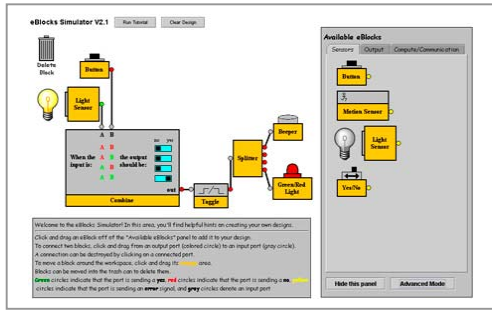 eBlocks Simulator V2.1
Run Tutorial
Clear Design
Delete
Block
Button
Light
Sensor
A B
no yes
When the
input is:
the output
should be:
A B
A B
A B
A B
out
Combine
Toggle
Splitter
Beeper
Green/Red
Light
Available eBlocks
Sensors
Output
Compute/Communication
Button
Motion Sensor
Light
Sensor
Yes/No
Hide this panel
Advanced Mode
Welcome to the eBlocks Simulator! In this area, you'll find helpful hints on creating your own designs.
Click and drag an eBlock off of the "Available eBlocks" panel to add it to your design.
To connect two blocks, click and drag from an output port (colored circle) to an input port (gray circle).
A connection can be destroyed by clicking on a connected port.
To move a block around the workspace, click and drag its area.
Blocks can be moved into the trash can to delete them.
Green circles indicate that the port is sending a yes, red circles indicate that the port is sending a no, yellow
circles indicate that the port is sending an error signal, and grey circles denote an input port